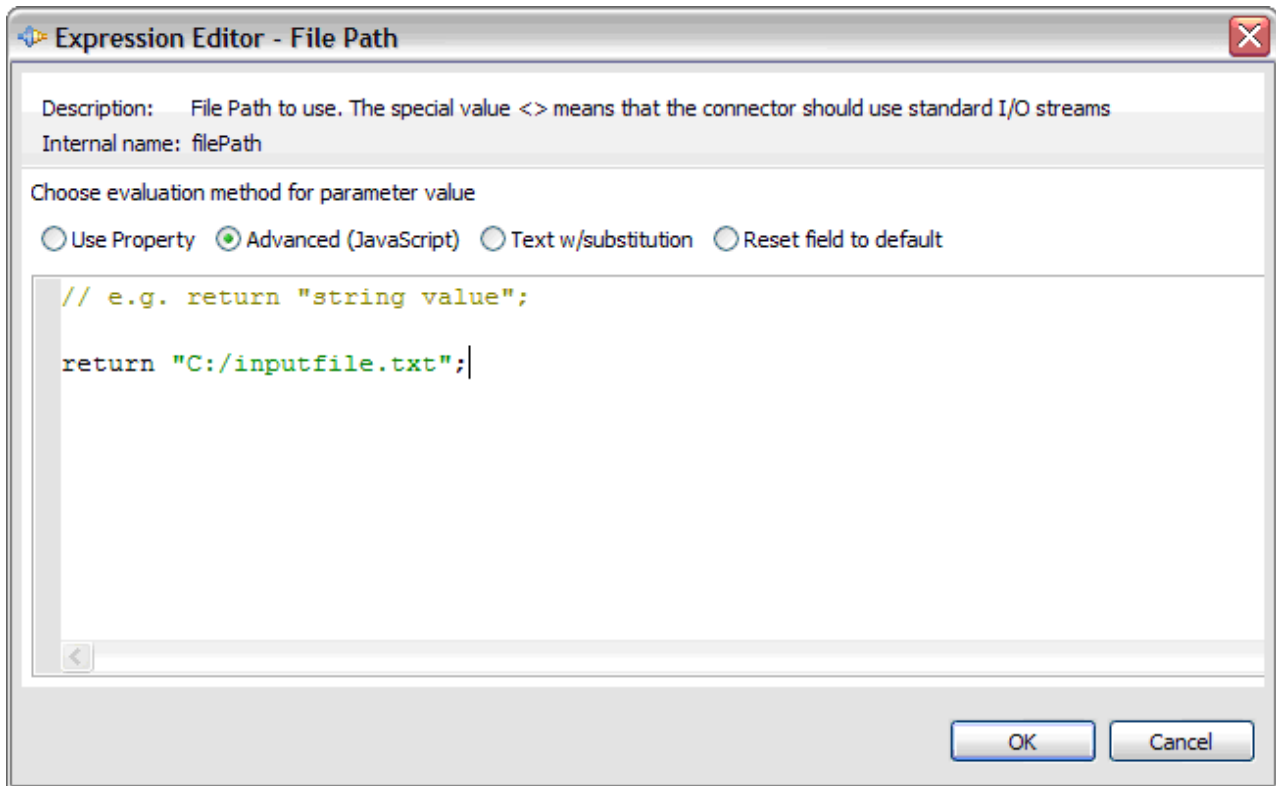 Expression Editor - File Path
Description: File Path to use. The special value <> means that the connector should use standard I/O streams
Internal name: filePath
Choose evaluation method for parameter value
Use Property Advanced (JavaScript) Text w/substitution Reset field to default
// e.g. return "string value";
return "C:/inputfile.txt";
OK Cancel